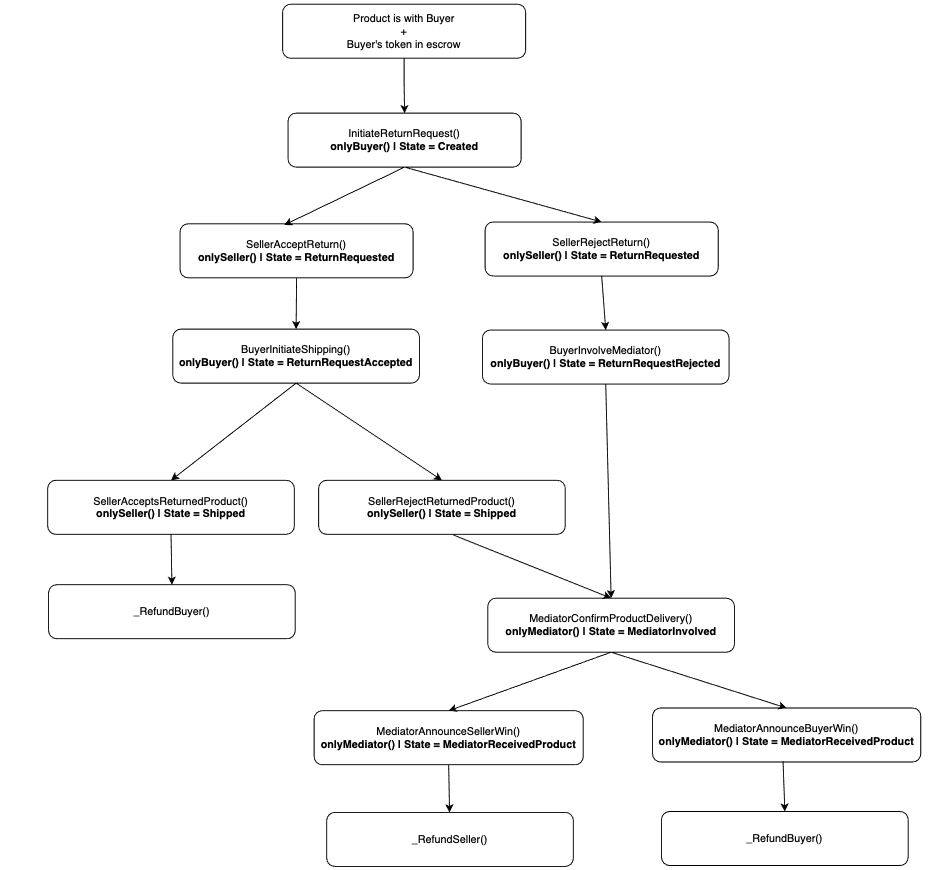 Product is with Buyer
+
Buyer's token in escrow
InitiateReturnRequest()
onlyBuyer() | State = Created
SellerAcceptReturn()
onlySeller() | State = ReturnRequested
SellerRejectReturn()
onlySeller() | State = ReturnRequested
BuyerInitiateShipping()
onlyBuyer() | State = ReturnRequestAccepted
BuyerInvolveMediator()
onlyBuyer() | State = ReturnRequestRejected
SellerAcceptsReturnedProduct()
onlySeller() | State = Shipped
SellerRejectReturnedProduct()
onlySeller() | State = Shipped
_RefundBuyer()
MediatorConfirmProductDelivery()
onlyMediator() | State = MediatorInvolved
MediatorAnnounceSellerWin()
onlyMediator() | State = MediatorReceivedProduct
MediatorAnnounceBuyerWin()
onlyMediator() | State = MediatorReceivedProduct
_RefundSeller()
_RefundBuyer()